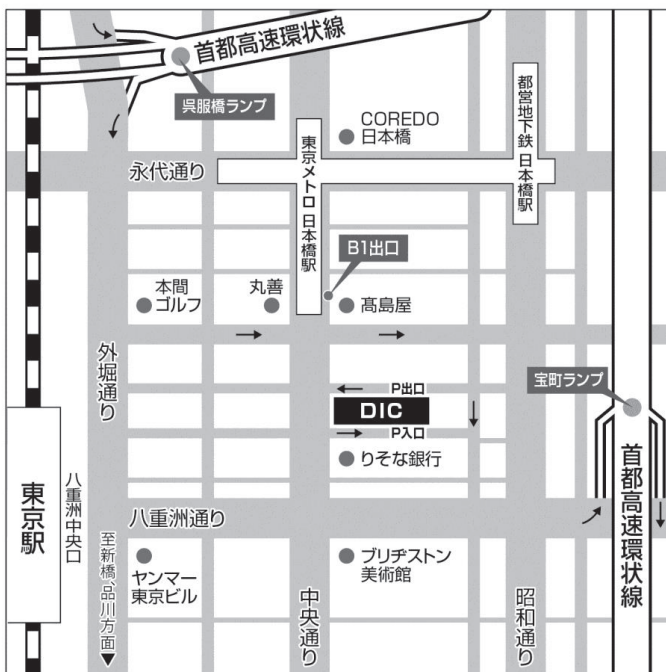 首都高速環状線
呉服橋ランプ
COREDO
日本橋
都営地下鉄 日本橋駅
東京メトロ 日本橋駅
永代通り
B1出口
本間
ゴルフ
丸善
髙島屋
外堀通り
P出口
DIC
P入口
宝町ランプ
りそな銀行
首都高速環状線
東京駅
八重洲中央口
八重洲通り
至新橋、品川方面
ヤンマー
東京ビル
中央通り
ブリヂストン
美術館
昭和通り